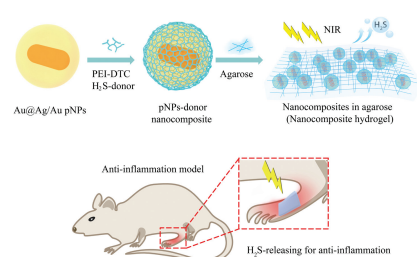 NIR
H₂S
PEI-DTC
H₂S-donor
Agarose
Au@Ag/Au pNPs
pNPs-donor
nanocomposite
Nanocomposites in agarose
(Nanocomposite hydrogel)
Anti-inflammation model
H₂S-releasing for anti-inflammation